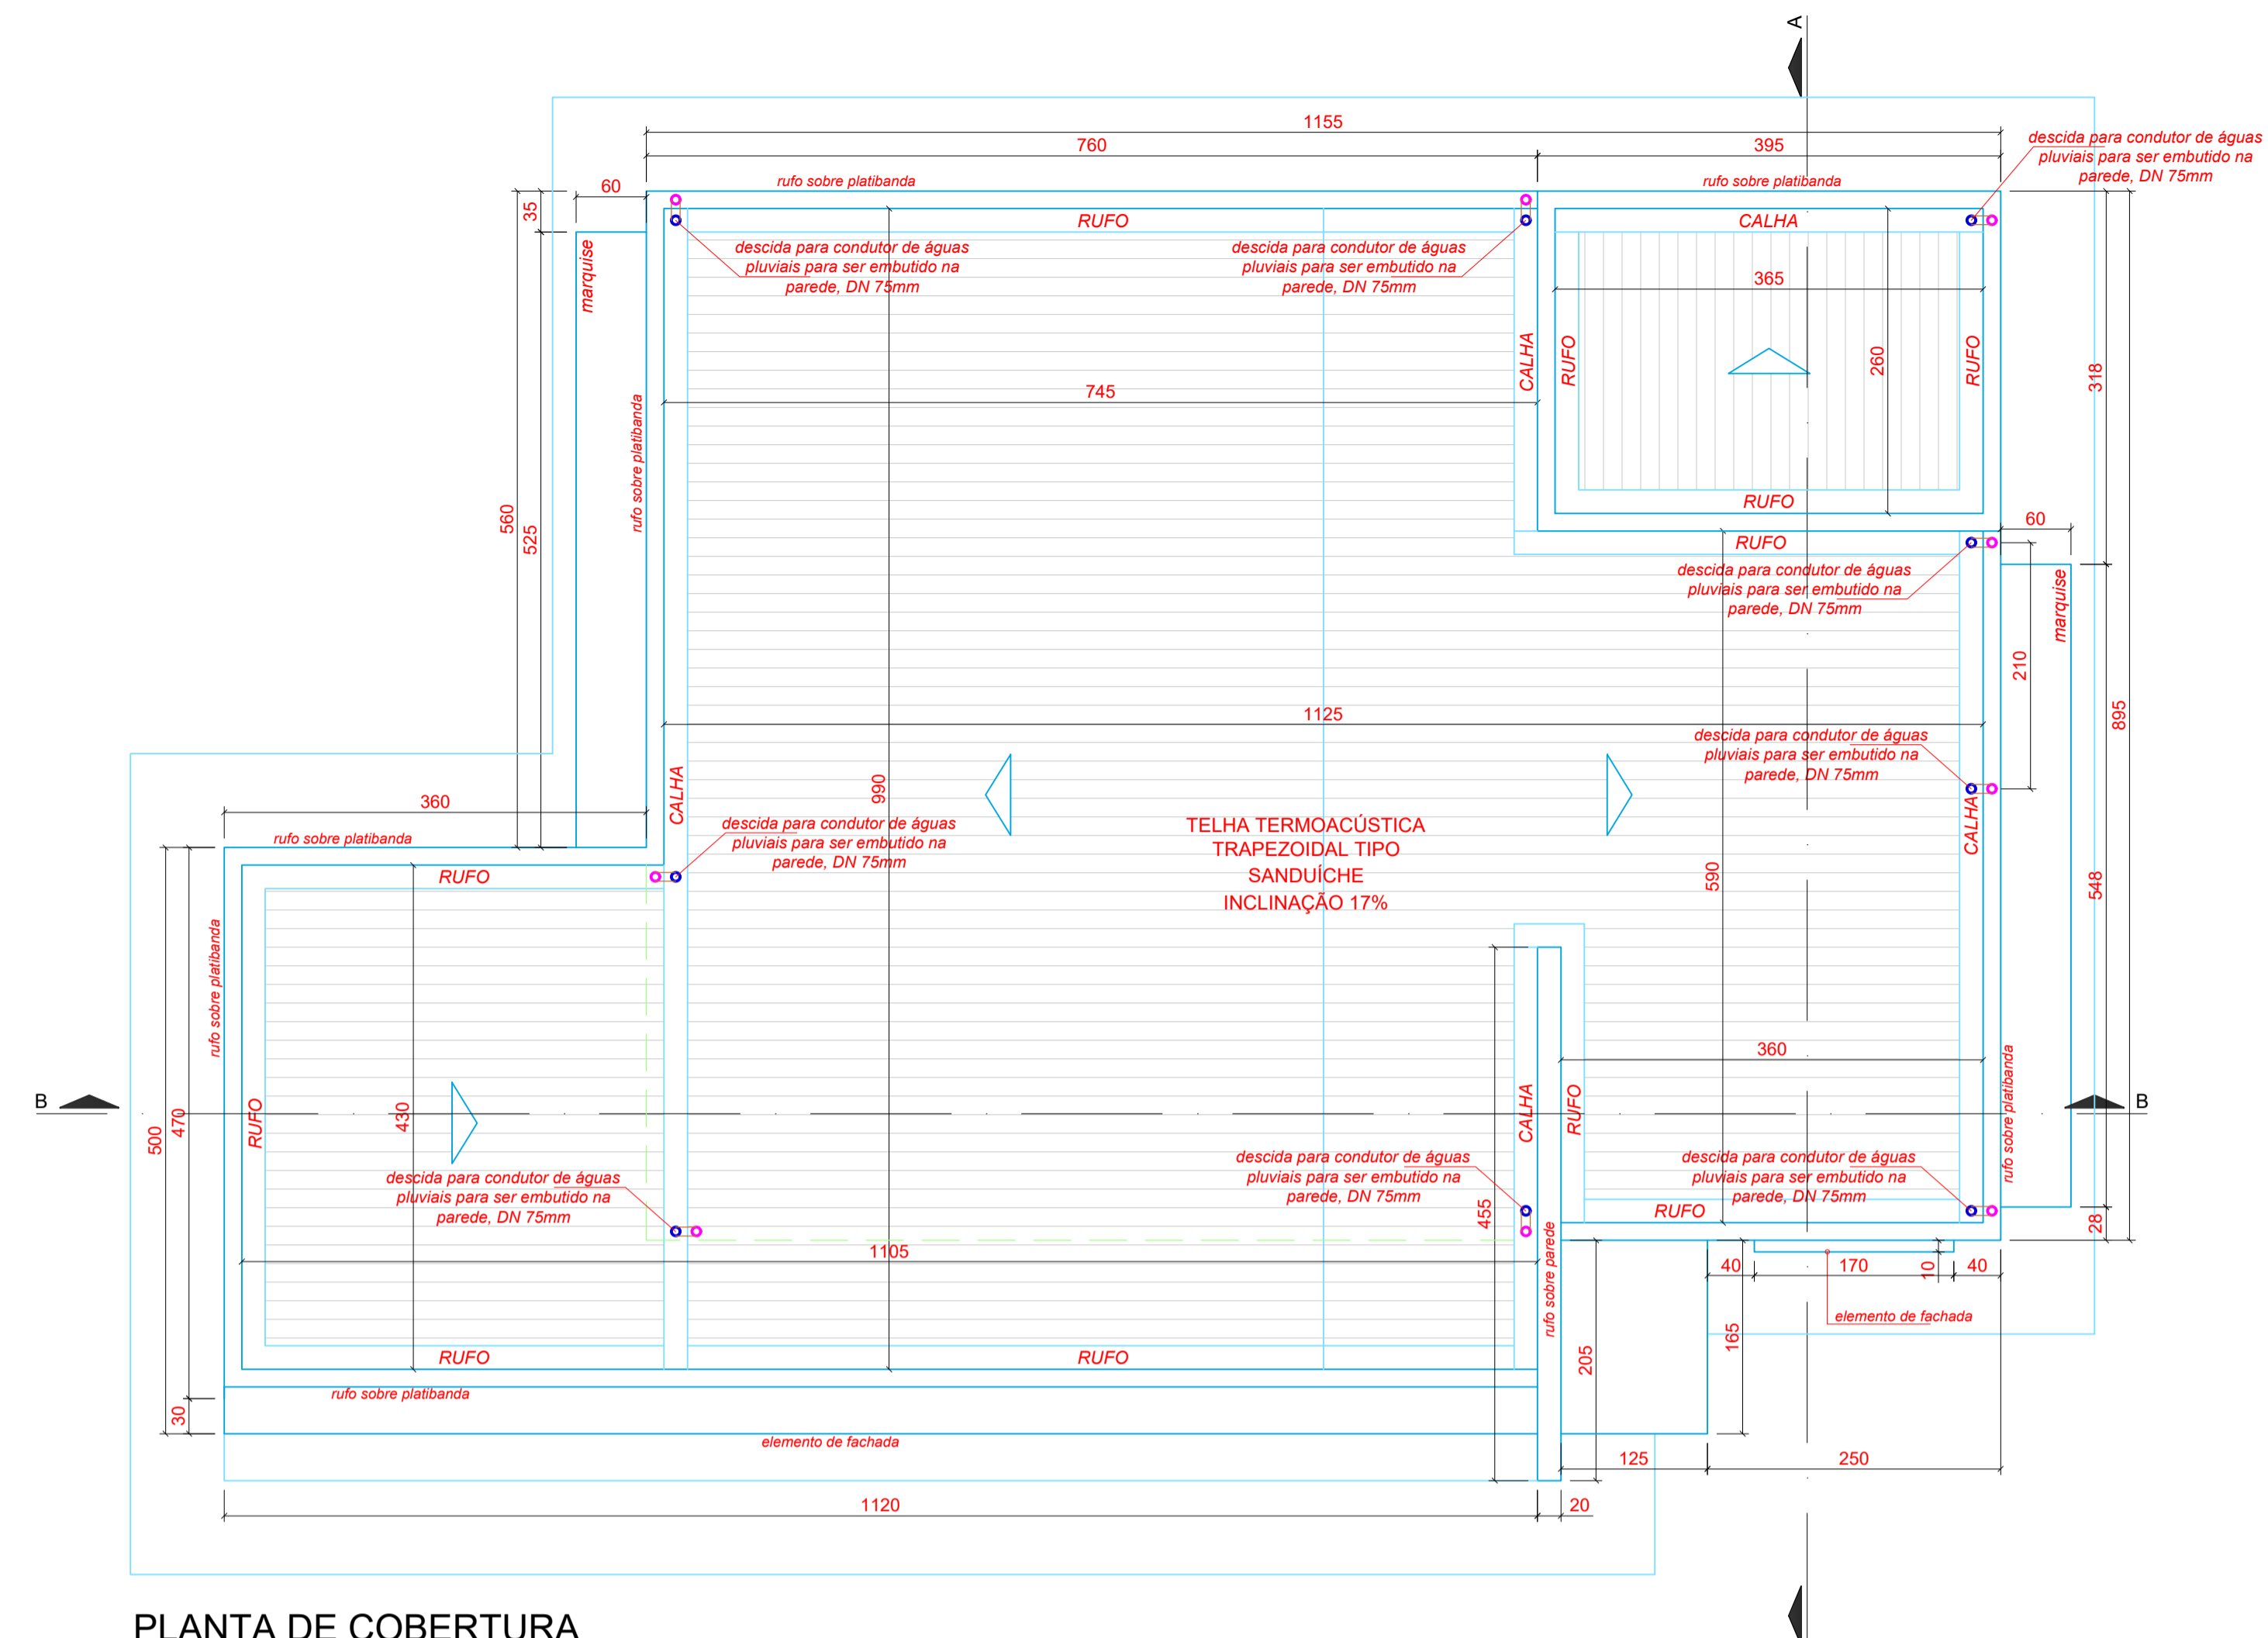 A
1155
760
395
descida para condutor de águas
pluviais para ser embutido na
parede, DN 75mm
60
rufo sobre platibanda
rufo sobre platibanda
35
RUFO
CALHA
marquise
descida para condutor de águas
pluviais para ser embutido na
parede, DN 75mm
descida para condutor de águas
pluviais para ser embutido na
parede, DN 75mm
365
CALHA
RUFO
260
RUFO
318
745
rufo sobre platibanda
560
525
RUFO
60
RUFO
descida para condutor de águas
pluviais para ser embutido na
parede, DN 75mm
marquise
210
895
1125
descida para condutor de águas
pluviais para ser embutido na
parede, DN 75mm
360
CALHA
990
TELHA TERMOACÚSTICA
TRAPEZOIDAL TIPO
SANDUÍCHE
INCLINAÇÃO 17%
CALHA
rufo sobre platibanda
descida para condutor de águas
pluviais para ser embutido na
parede, DN 75mm
RUFO
590
548
rufo sobre platibanda
360
B
500
470
RUFO
430
CALHA
RUFO
rufo sobre platibanda
B
descida para condutor de águas
pluviais para ser embutido na
parede, DN 75mm
descida para condutor de águas
pluviais para ser embutido na
parede, DN 75mm
descida para condutor de águas
pluviais para ser embutido na
parede, DN 75mm
455
RUFO
28
1105
rufo sobre parede
40
170
10
40
elemento de fachada
RUFO
RUFO
205
165
rufo sobre platibanda
30
elemento de fachada
125
250
1120
20
PLANTA DE COBERTURA